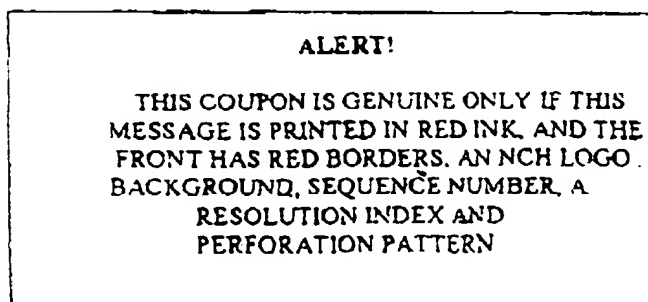 ALERT!
THIS COUPON IS GENUINE ONLY IF THIS
MESSAGE IS PRINTED IN RED INK, AND THE
FRONT HAS RED BORDERS, AN NCH LOGO
BACKGROUND, SEQUENCE NUMBER, A
RESOLUTION INDEX AND
PERFORATION PATTERN